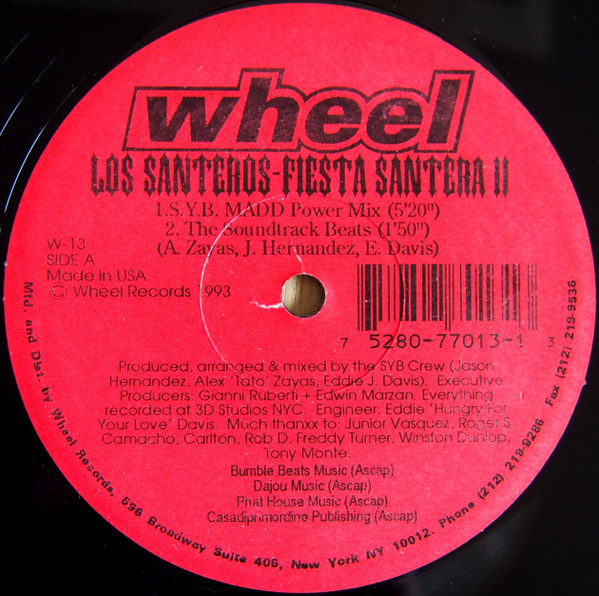 wheel
LOS SANTEROS-FIESTA SANTERA II
1.S.Y.B. MADD Power Mix (5'20")
2. The Soundtrack Beats (1'50")
(A. Zayas, J. Hernandez, E. Davis)
W-13
SIDE A
Made In USA
© Wheel Records 1993
7 5280-77013-1 3
Produced, arranged & mixed by the SYB Crew (Jason
Hernandez, Alex 'Tato' Zayas, Eddie J. Davis). Executive
Producers: Gianni Ruberti + Edwin Marzan. Everything
recorded at 3D Studios NYC. Engineer: Eddie 'Hungry For
Your Love' Davis. Much thanxx to: Junior Vasquez, Roger S
Camacho, Carlton, Rob D, Freddy Turner, Winston Dunlop,
Tony Monte.
Bumble Beats Music (Ascap)
Dajou Music (Ascap)
Phat House Music (Ascap)
Casadiprimordine Publishing (Ascap)
Mfd. and Dist. by Wheel Records, 596 Broadway Suite 406, New York NY 10012. Phone (212) 219-9286 Fax (212) 219-9536